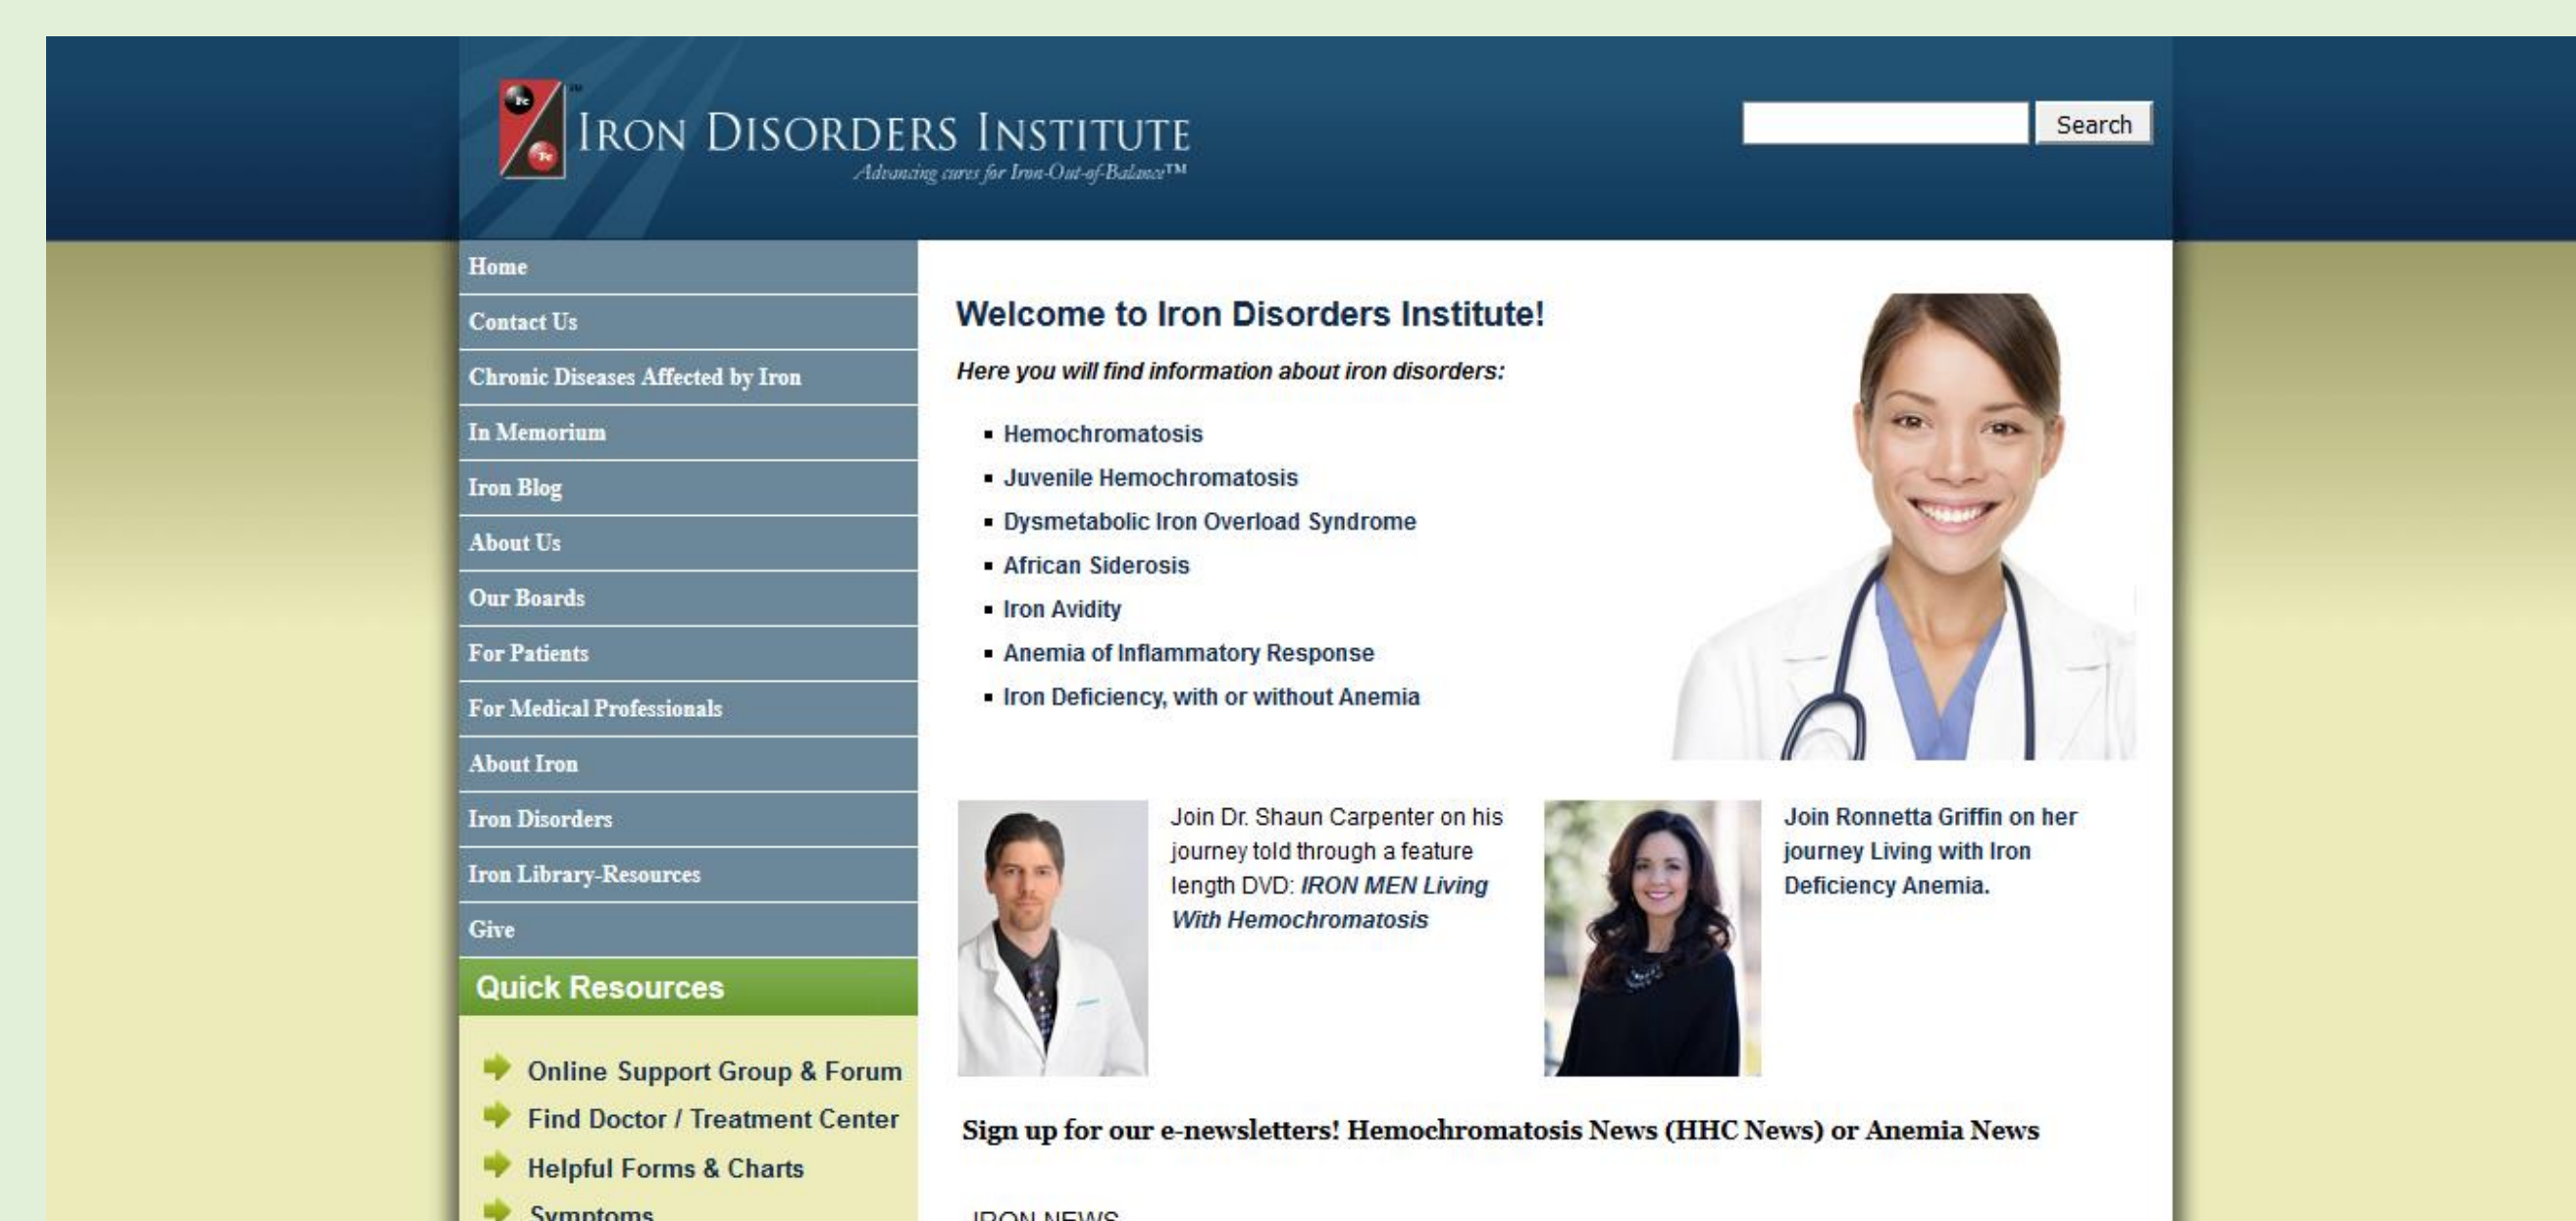 Fe
Fe
TM
IRON DISORDERS INSTITUTE
Advancing cures for Iron-Out-of-Balance™
Search
Home
Contact Us
Chronic Diseases Affected by Iron
In Memorium
Iron Blog
About Us
Our Boards
For Patients
For Medical Professionals
About Iron
Iron Disorders
Iron Library-Resources
Give
Quick Resources
Online Support Group & Forum
Find Doctor / Treatment Center
Helpful Forms & Charts
Symptoms
Welcome to Iron Disorders Institute!
Here you will find information about iron disorders:
Hemochromatosis
Juvenile Hemochromatosis
Dysmetabolic Iron Overload Syndrome
African Siderosis
Iron Avidity
Anemia of Inflammatory Response
Iron Deficiency, with or without Anemia
Join Dr. Shaun Carpenter on his
journey told through a feature
length DVD: IRON MEN Living
With Hemochromatosis
Join Ronnetta Griffin on her
journey Living with Iron
Deficiency Anemia.
Sign up for our e-newsletters! Hemochromatosis News (HHC News) or Anemia News
IRON NEWS